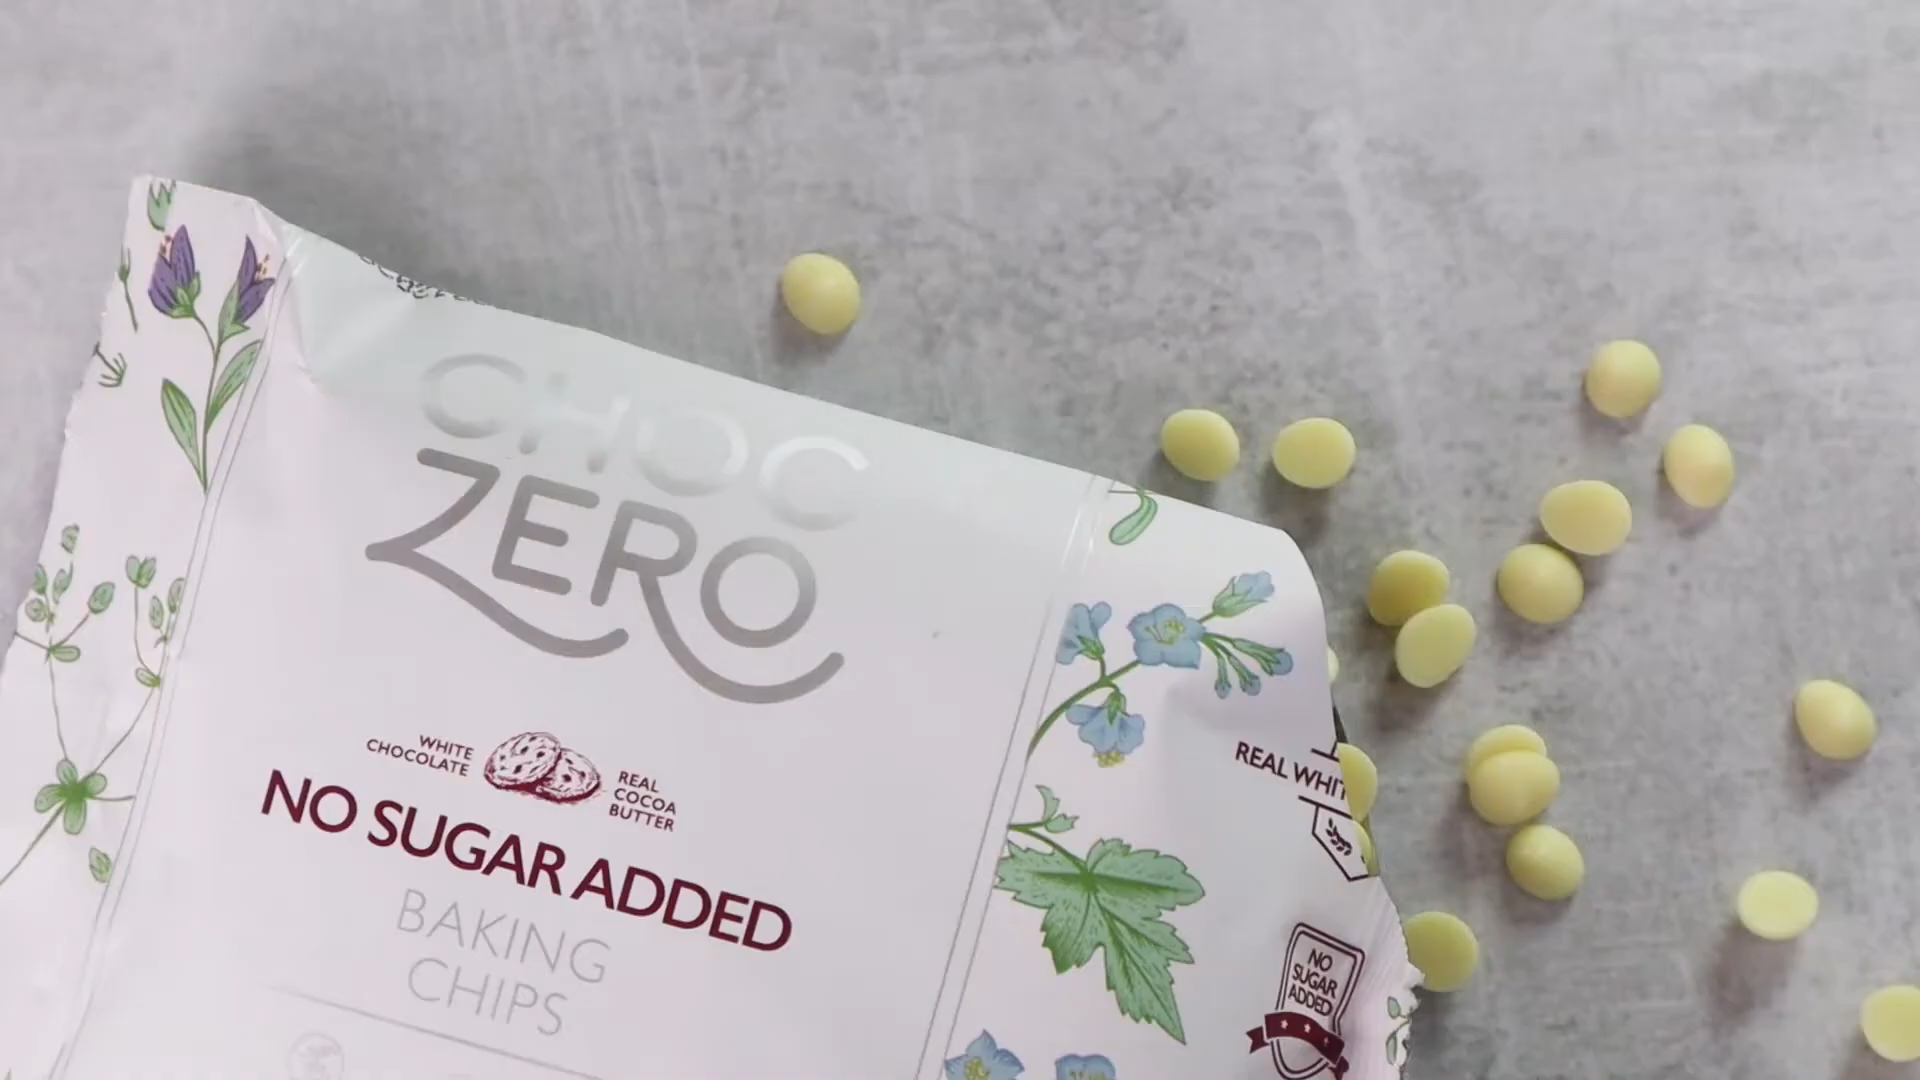 CHOC
ZERO
WHITE
CHOCOLATE
REAL
COCOA
BUTTER
NO SUGAR ADDED
BAKING
CHIPS
REAL WHIT
NO
SUGAR
ADDED